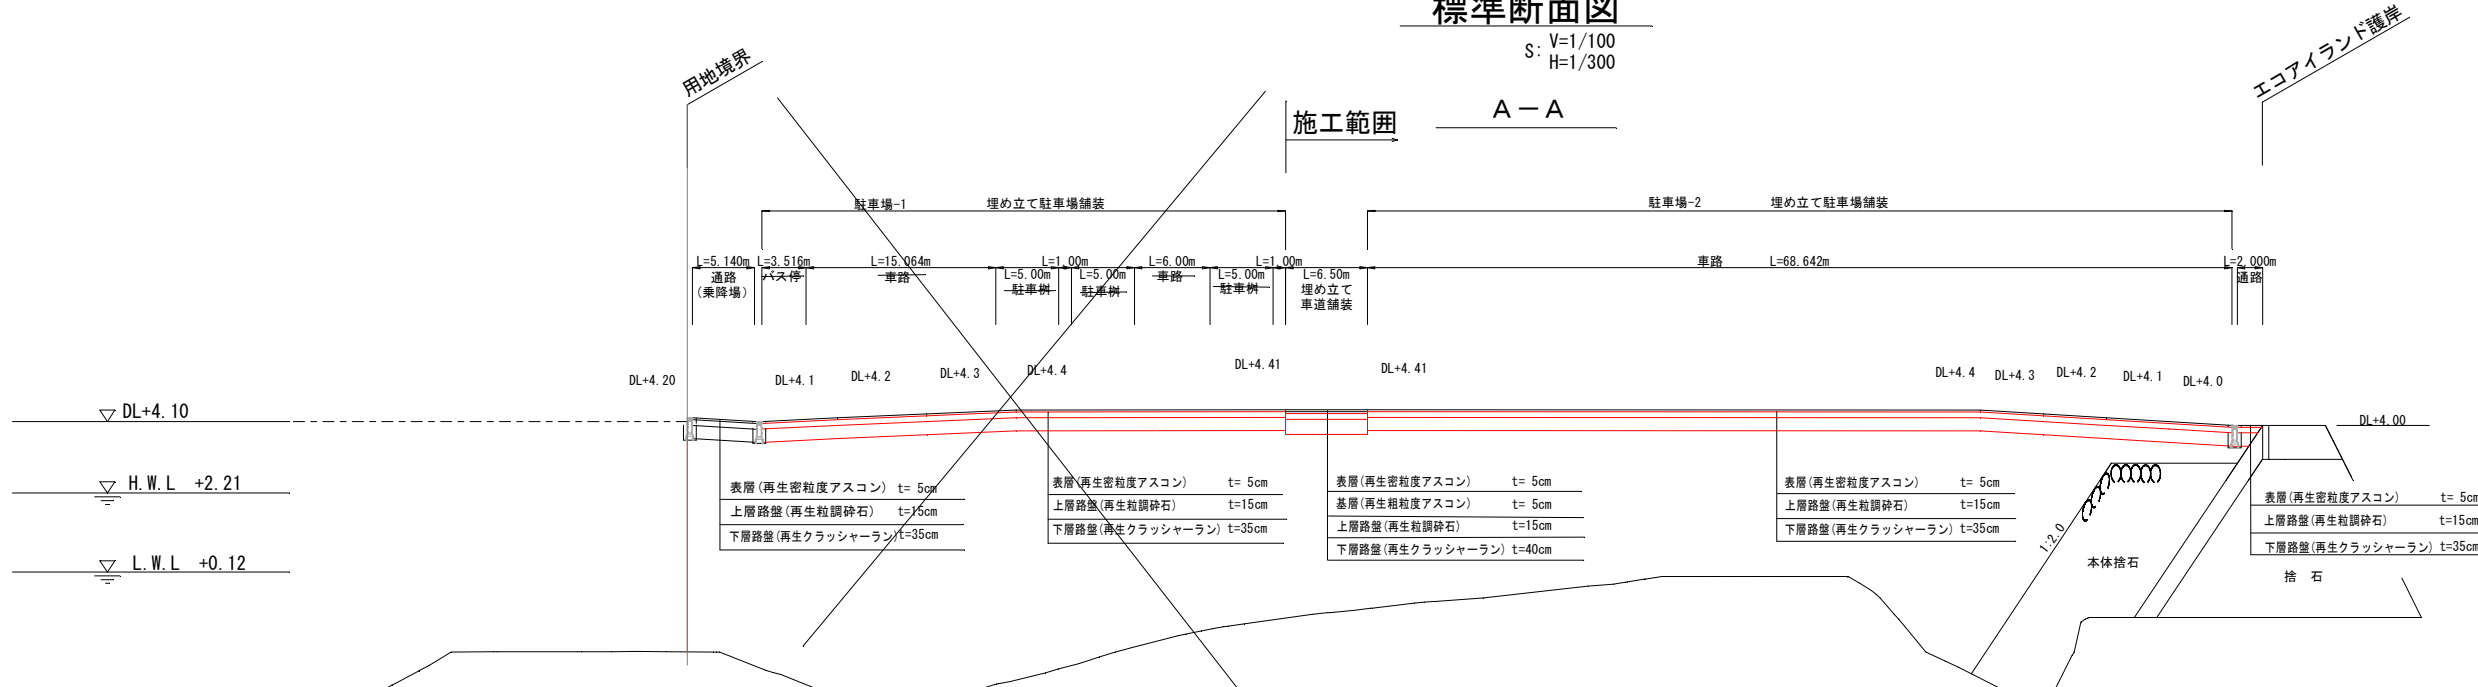 標準断面図
S: V=1/100
H=1/300
A－A
用地境界
エコアイランド護岸
施工範囲
駐車場-1 埋め立て駐車場舗装
駐車場-2 埋め立て駐車場舗装
L=5.140m
通路
(乗降場)
L=3.516m
バス停
L=15.064m
車路
L=5.00m
駐車桝
L=1.00m
L=5.00m
駐車桝
L=6.00m
車路
L=5.00m
駐車桝
L=1.00m
L=6.50m
埋め立て
車道舗装
車路 L=68.642m
L=2.000m
通路
DL+4.20
DL+4.1
DL+4.2
DL+4.3
DL+4.4
DL+4.41
DL+4.41
DL+4.4
DL+4.3
DL+4.2
DL+4.1
DL+4.0
DL+4.00
DL+4.10
H.W.L +2.21
L.W.L +0.12
表層(再生密粒度アスコン) t= 5cm
上層路盤(再生粒調砕石) t=15cm
下層路盤(再生クラッシャーラン) t=35cm
表層(再生密粒度アスコン) t= 5cm
上層路盤(再生粒調砕石) t=15cm
下層路盤(再生クラッシャーラン) t=35cm
表層(再生密粒度アスコン) t= 5cm
基層(再生粗粒度アスコン) t= 5cm
上層路盤(再生粒調砕石) t=15cm
下層路盤(再生クラッシャーラン) t=40cm
表層(再生密粒度アスコン) t= 5cm
上層路盤(再生粒調砕石) t=15cm
下層路盤(再生クラッシャーラン) t=35cm
表層(再生密粒度アスコン) t= 5cm
上層路盤(再生粒調砕石) t=15cm
下層路盤(再生クラッシャーラン) t=35cm
1:2.0
本体捨石
捨 石